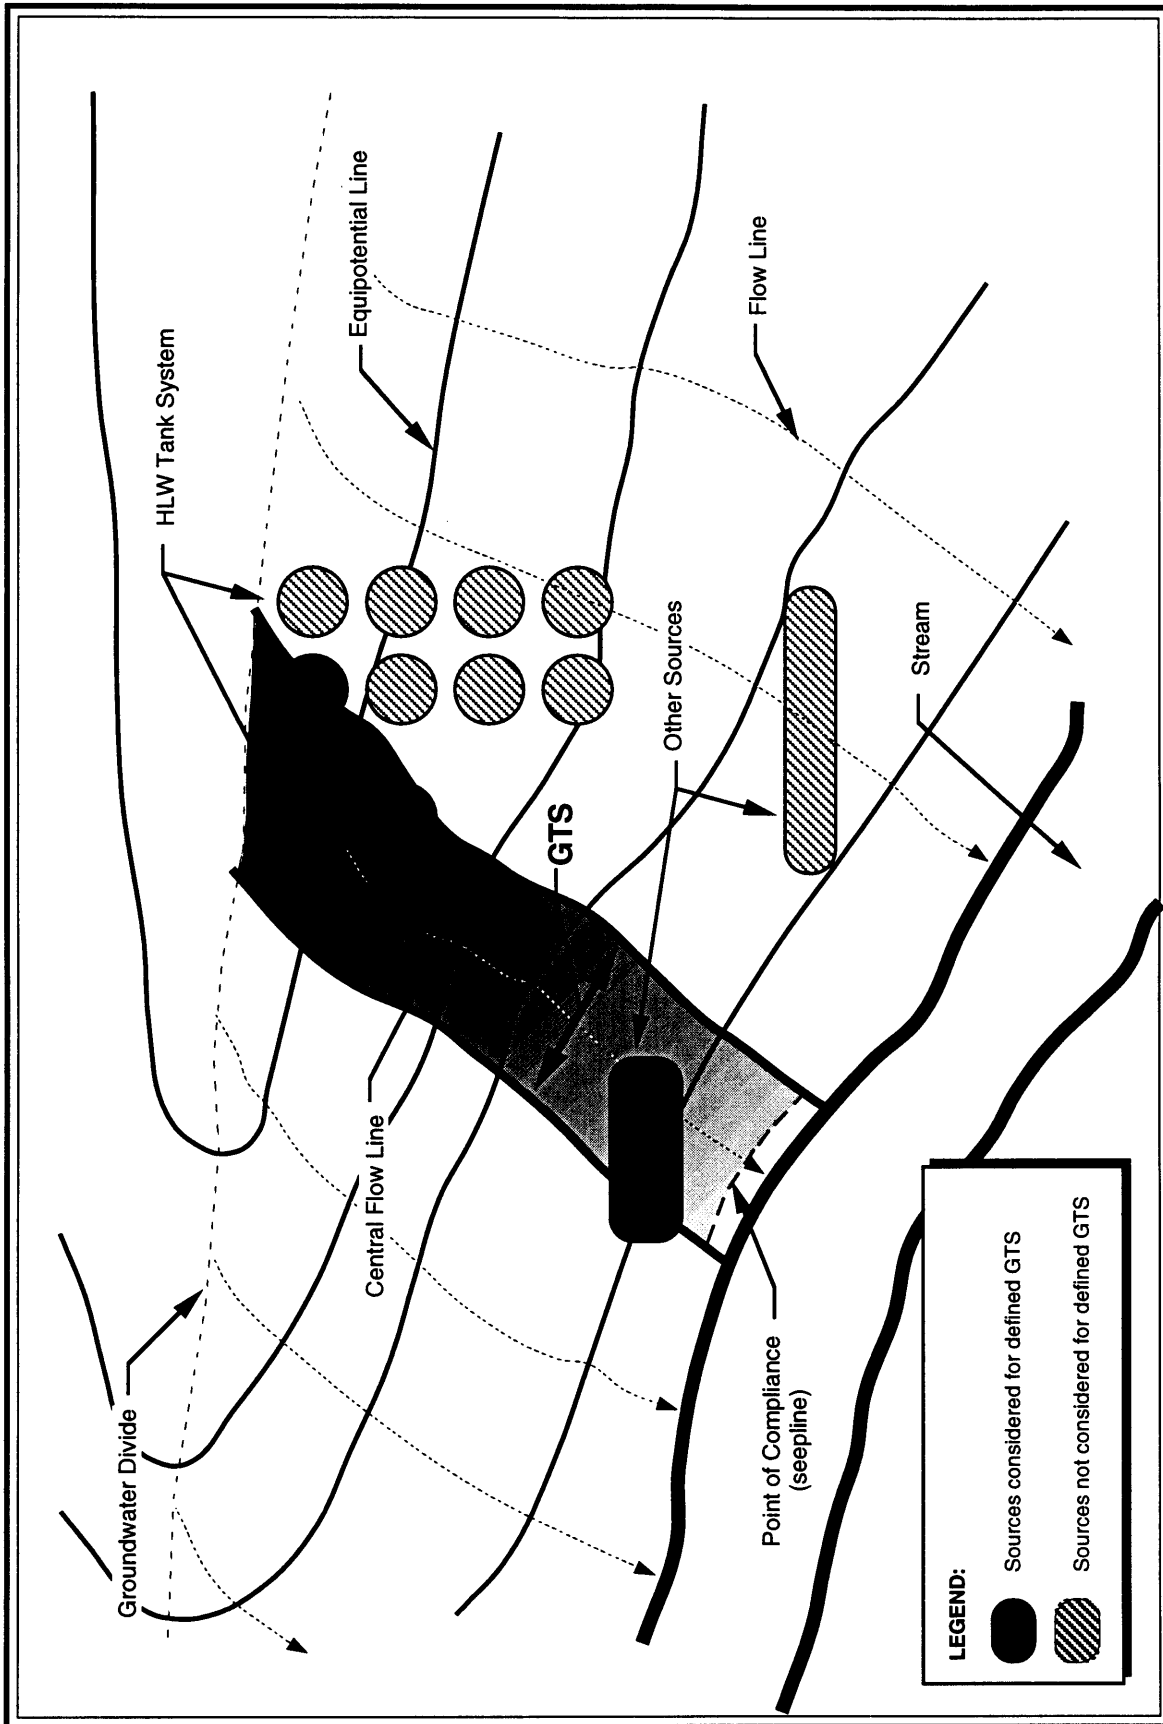 HLW Tank System
Equipotential Line
Flow Line
GTS
Other Sources
Stream
Central Flow Line
Groundwater Divide
Point of Compliance
(seepline)
LEGEND:
Sources considered for defined GTS
Sources not considered for defined GTS